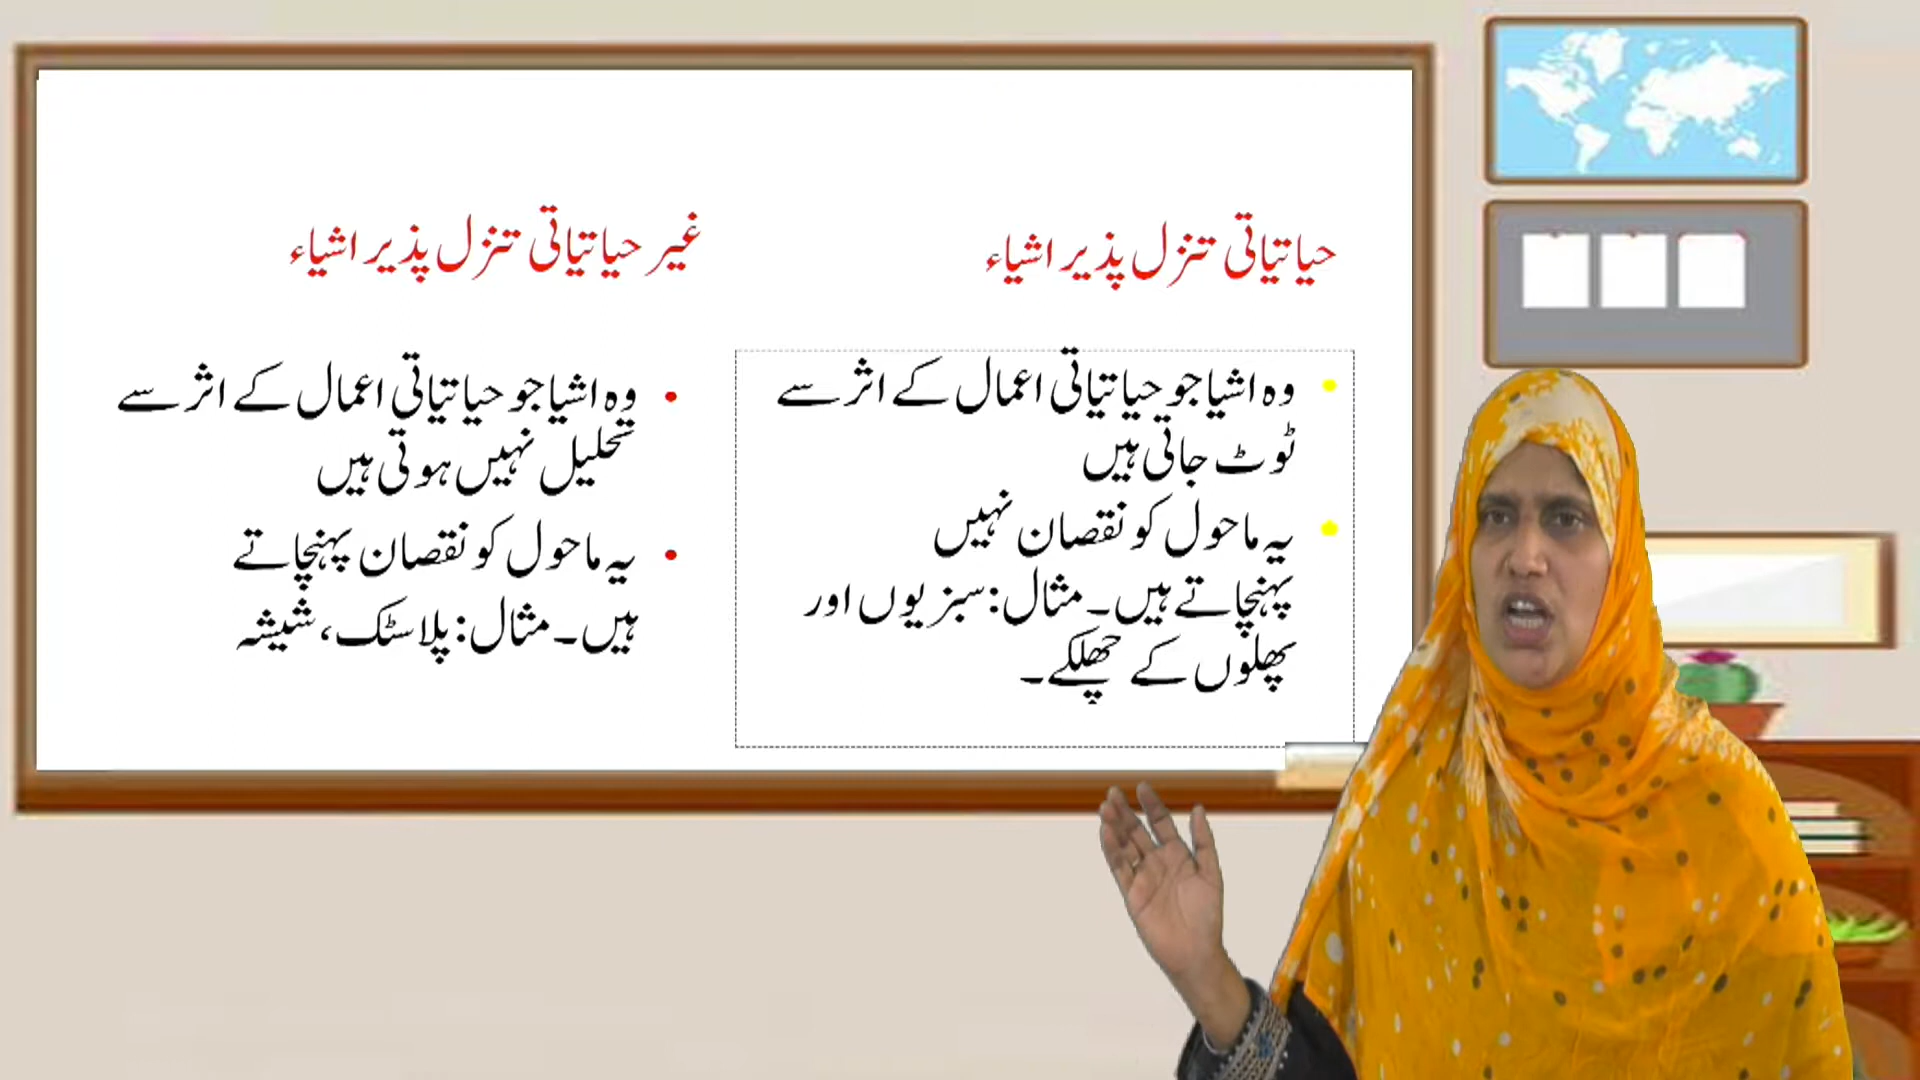 حیاتیاتی تنزل پذیر اشیاء
وہ اشیا جو حیاتیاتی اعمال کے اثر سے
ٹوٹ جاتی ہیں
یہ ماحول کو نقصان نہیں
پہنچاتے ہیں۔ مثال: سبزیوں اور
پھلوں کے چھلکے۔
غیر حیاتیاتی تنزل پذیر اشیاء
وہ اشیا جو حیاتیاتی اعمال کے اثر سے
تحلیل نہیں ہوتی ہیں
یہ ماحول کو نقصان پہنچاتے
ہیں۔ مثال: پلاسٹک، شیشہ